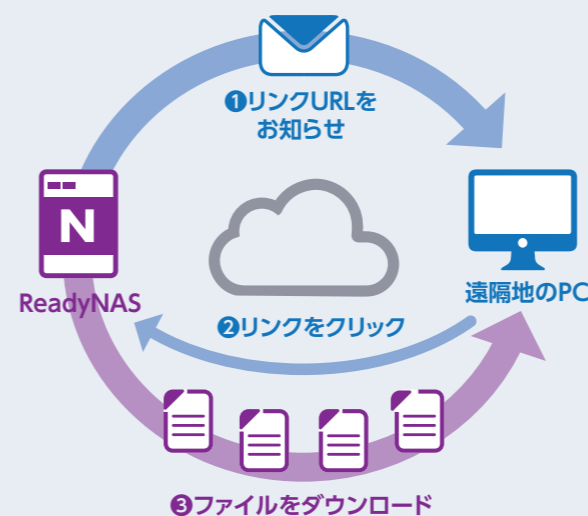 ❶リンクURLを
お知らせ
N
ReadyNAS
遠隔地のPC
❷リンクをクリック
❸ファイルをダウンロード